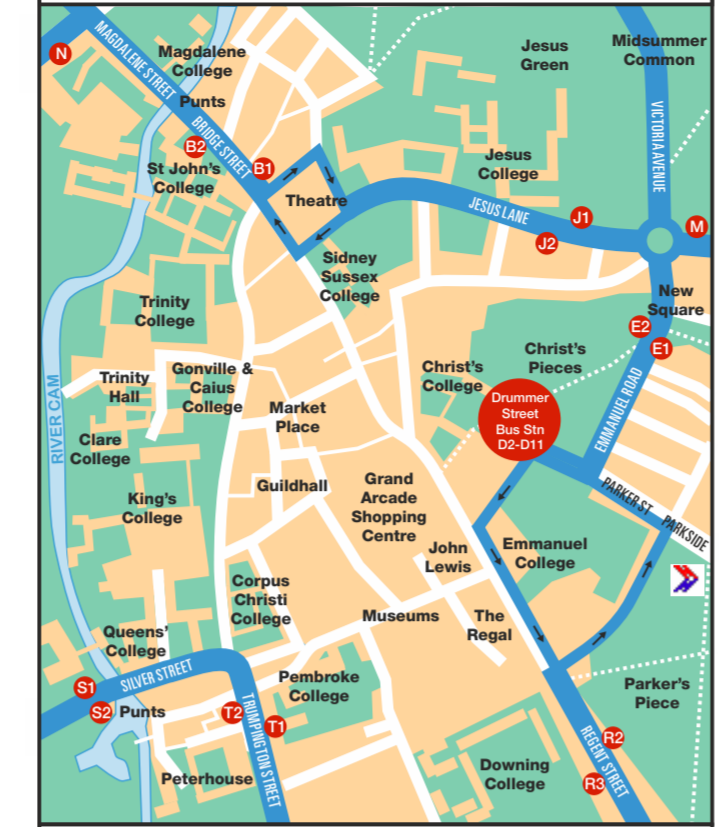 N
MAGDALENE STREET
Magdalene
College
Punts
B2
BRIDGE STREET
B1
St John's
College
Jesus
Green
Midsummer
Common
VICTORIA AVENUE
Jesus
College
Theatre
JESUS LANE
J1
J2
M
Sidney
Sussex
College
New
Square
E2
E1
Trinity
College
Christ's
Pieces
Christ's
College
Gonville &
Caius
College
Trinity
Hall
RIVER CAM
Drummer
Street
Bus Stn
D2-D11
EMMANUEL ROAD
Market
Place
Clare
College
Guildhall
Grand
Arcade
Shopping
Centre
PARKER ST
PARKSIDE
King's
College
John
Lewis
Emmanuel
College
Corpus
Christi
College
Museums
The
Regal
Queens'
College
S1
SILVER STREET
S2
Punts
Pembroke
College
T2
T1
TRUMPINGTON STREET
Parker's
Piece
Peterhouse
Downing
College
REGENT STREET
R2
R3